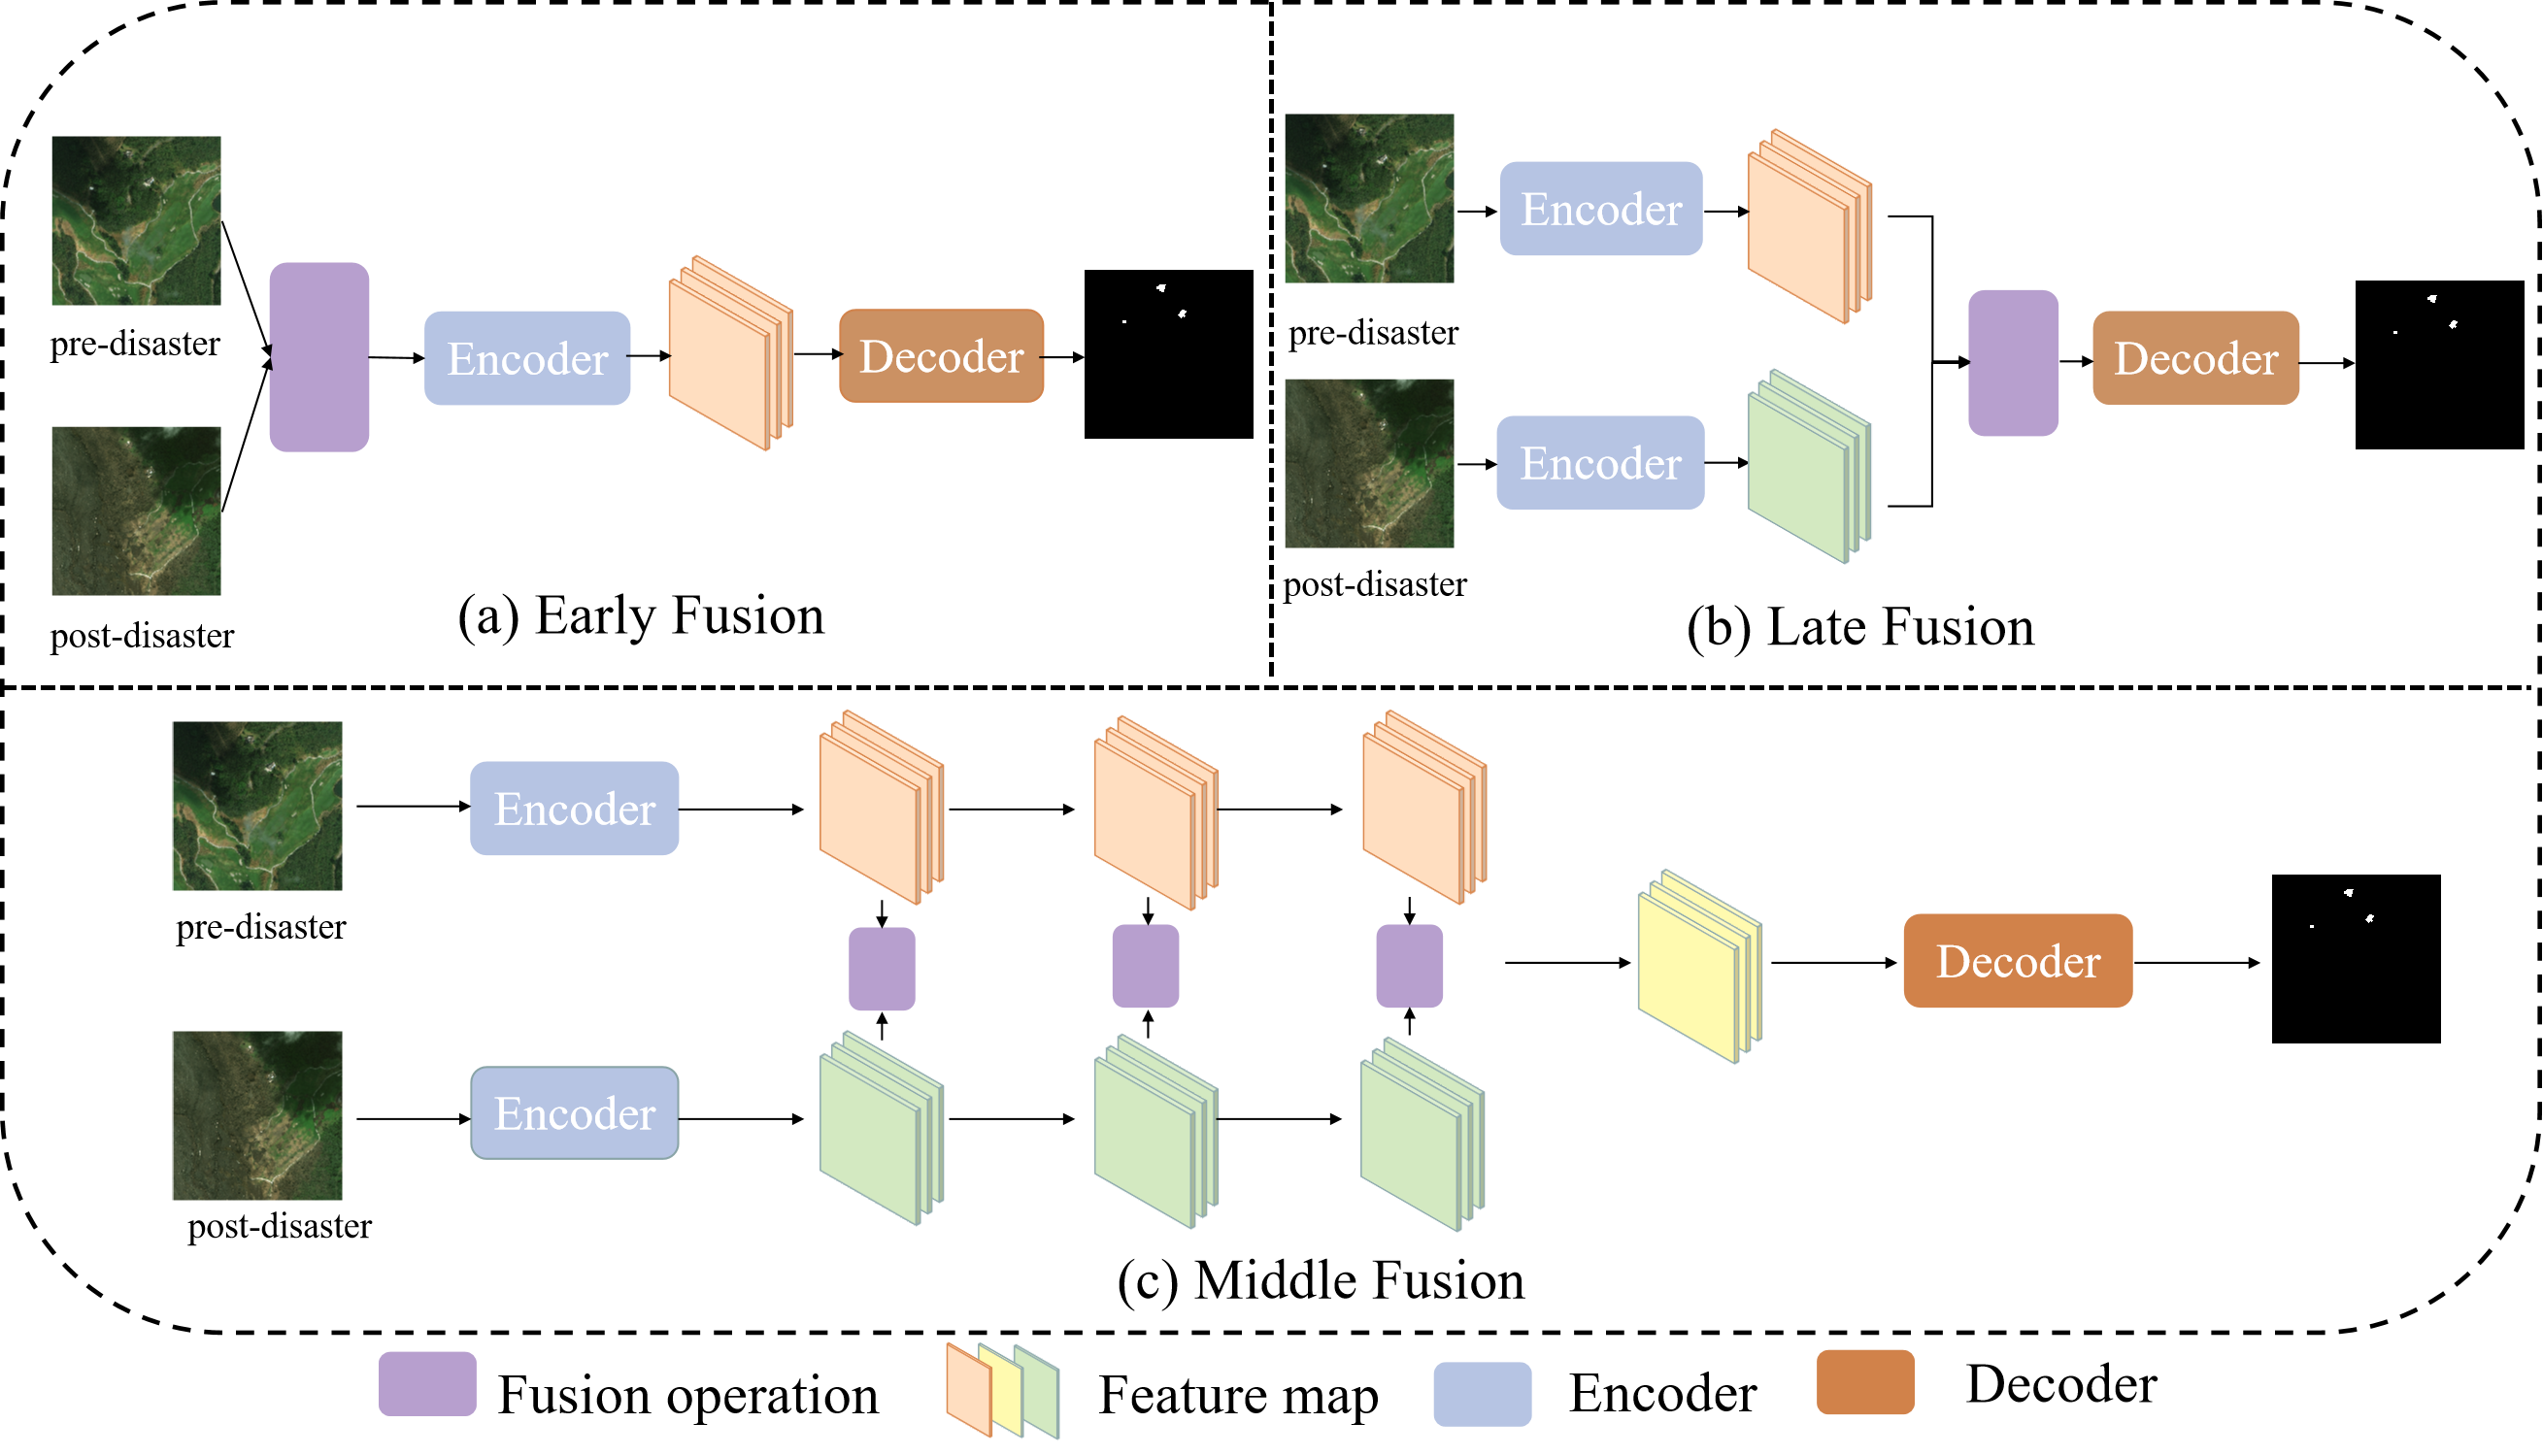 pre-disaster
post-disaster
Encoder
Decoder
(a) Early Fusion
pre-disaster
post-disaster
Encoder
Encoder
Decoder
(b) Late Fusion
pre-disaster
Encoder
post-disaster
Encoder
Decoder
(c) Middle Fusion
Fusion operation
Feature map
Encoder
Decoder